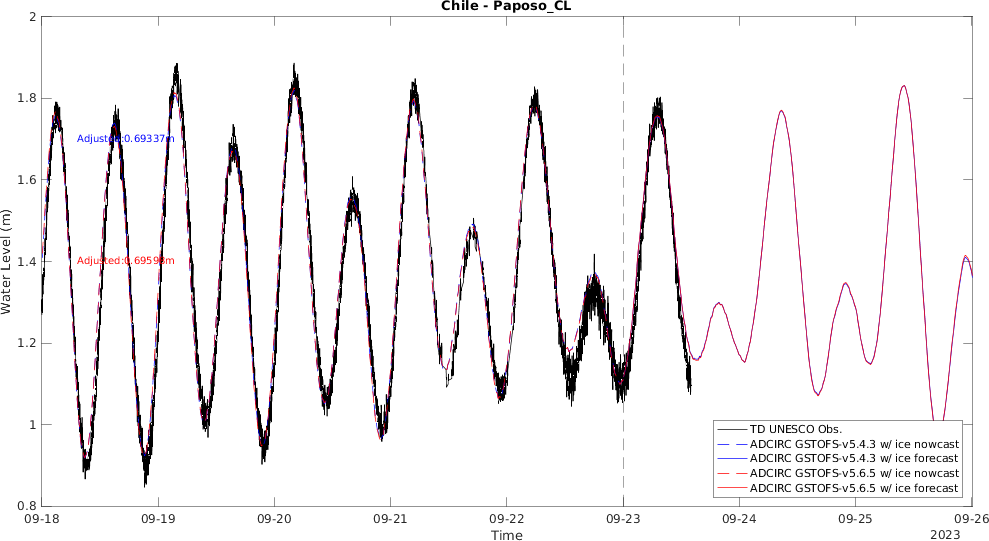 Chile - Paposo_CL
2
1.8
1.6
1.4
1.2
1
0.8
Water Level (m)
Adjusted:0.69337m
Adjusted:0.69598m
TD UNESCO Obs.
ADCIRC GSTOFS-v5.4.3 w/ ice nowcast
ADCIRC GSTOFS-v5.4.3 w/ ice forecast
ADCIRC GSTOFS-v5.6.5 w/ ice nowcast
ADCIRC GSTOFS-v5.6.5 w/ ice forecast
09-18 09-19 09-20 09-21 09-22 09-23 09-24 09-25 09-26
Time
2023